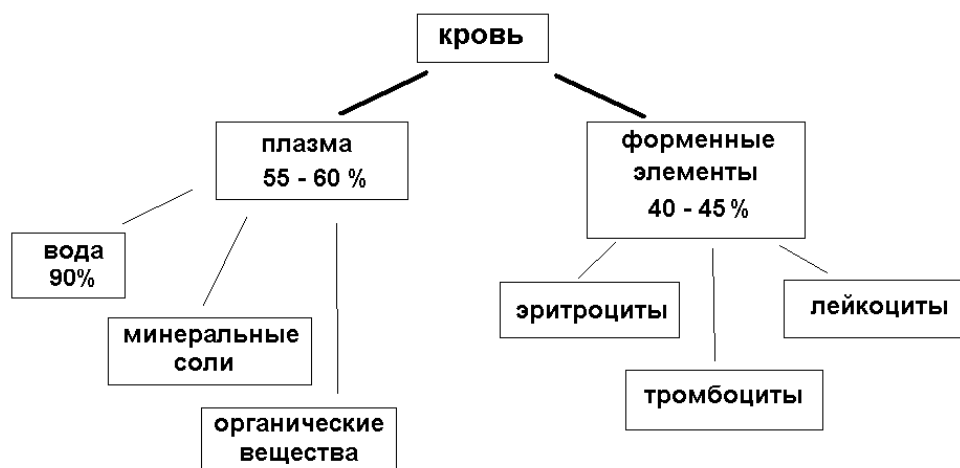 кровь
плазма
55 - 60 %
форменные
элементы
40 - 45 %
вода
90%
минеральные
соли
органические
вещества
эритроциты
тромбоциты
лейкоциты